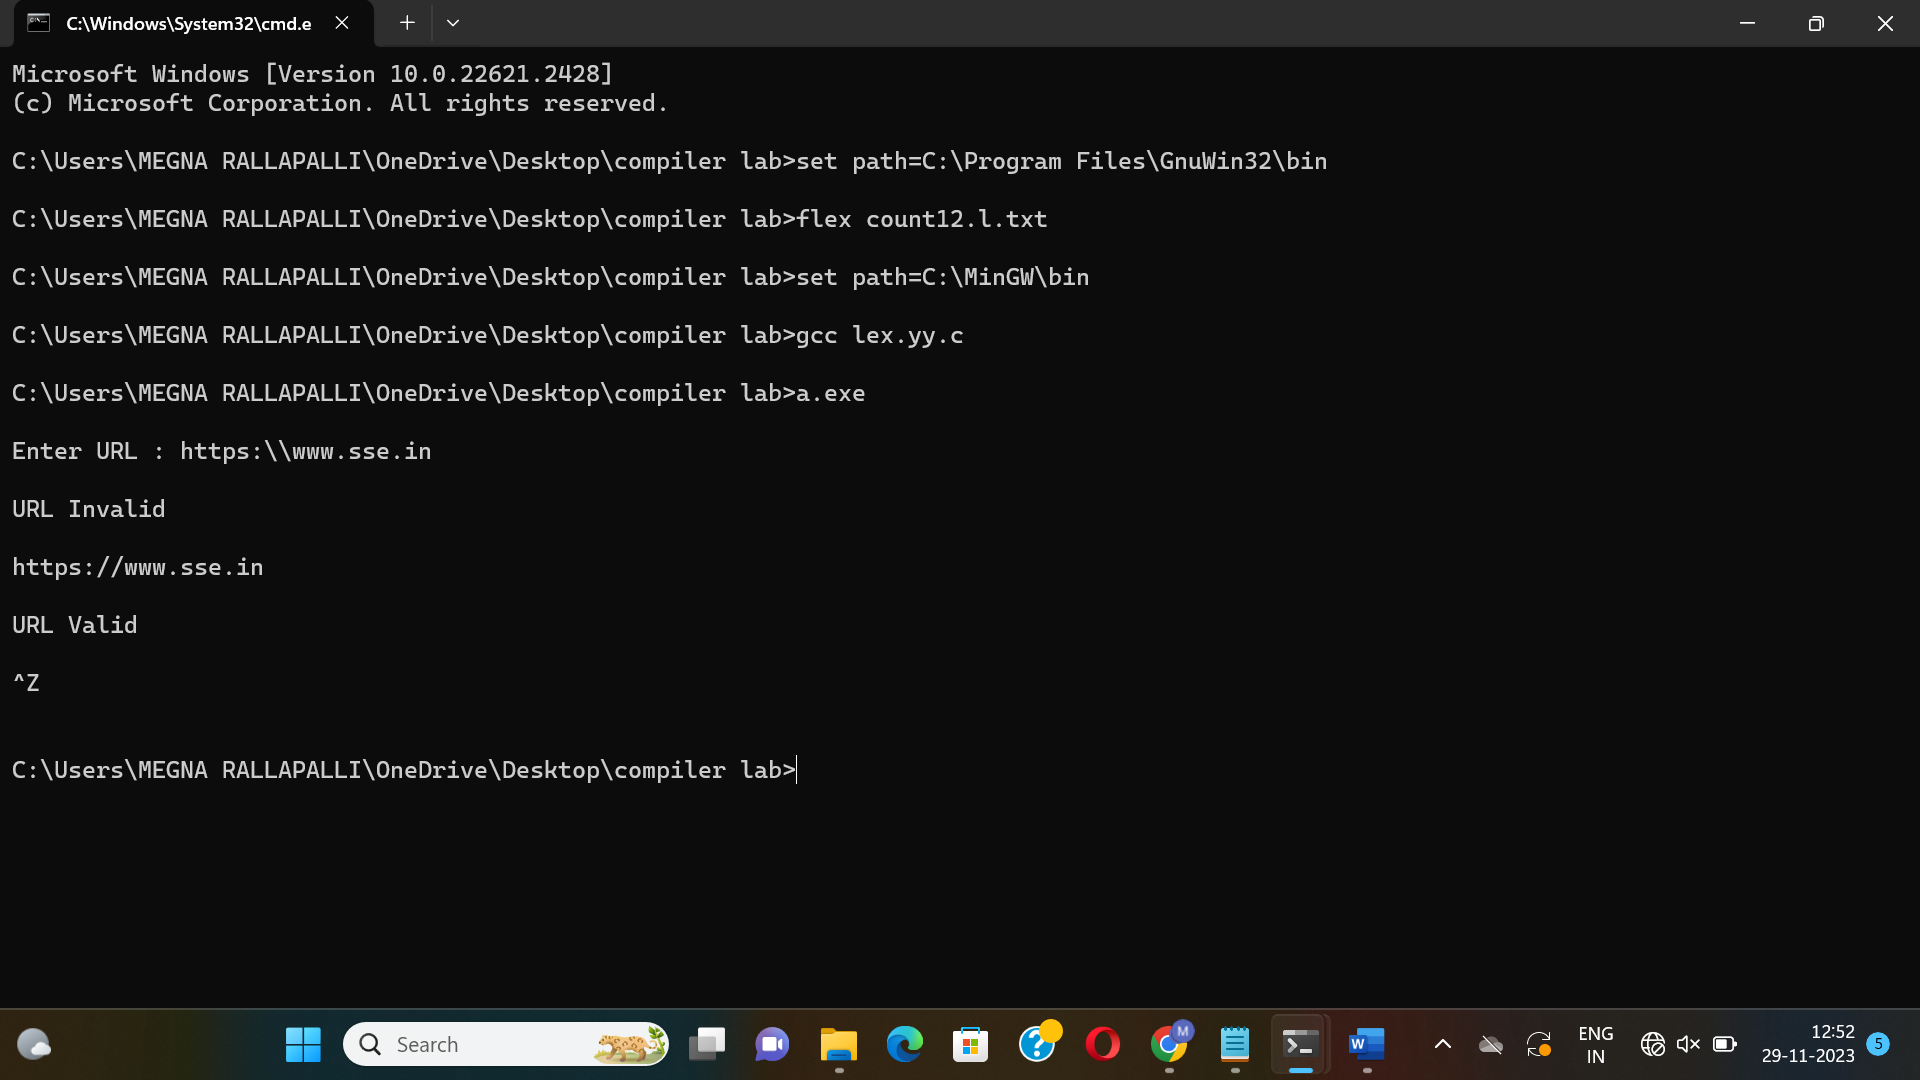 C:\Windows\System32\cmd.e
Microsoft Windows [Version 10.0.22621.2428]
(c) Microsoft Corporation. All rights reserved.
C:\Users\MEGNA RALLAPALLI\OneDrive\Desktop\compiler lab>set path=C:\Program Files\GnuWin32\bin
C:\Users\MEGNA RALLAPALLI\OneDrive\Desktop\compiler lab>flex count12.l.txt
C:\Users\MEGNA RALLAPALLI\OneDrive\Desktop\compiler lab>set path=C:\MinGW\bin
C:\Users\MEGNA RALLAPALLI\OneDrive\Desktop\compiler lab>gcc lex.yy.c
C:\Users\MEGNA RALLAPALLI\OneDrive\Desktop\compiler lab>a.exe
Enter URL : https:\\www.sse.in
URL Invalid
https://www.sse.in
URL Valid
^Z
C:\Users\MEGNA RALLAPALLI\OneDrive\Desktop\compiler lab>
Search
M
W
ENG
IN
12:52
29-11-2023
5